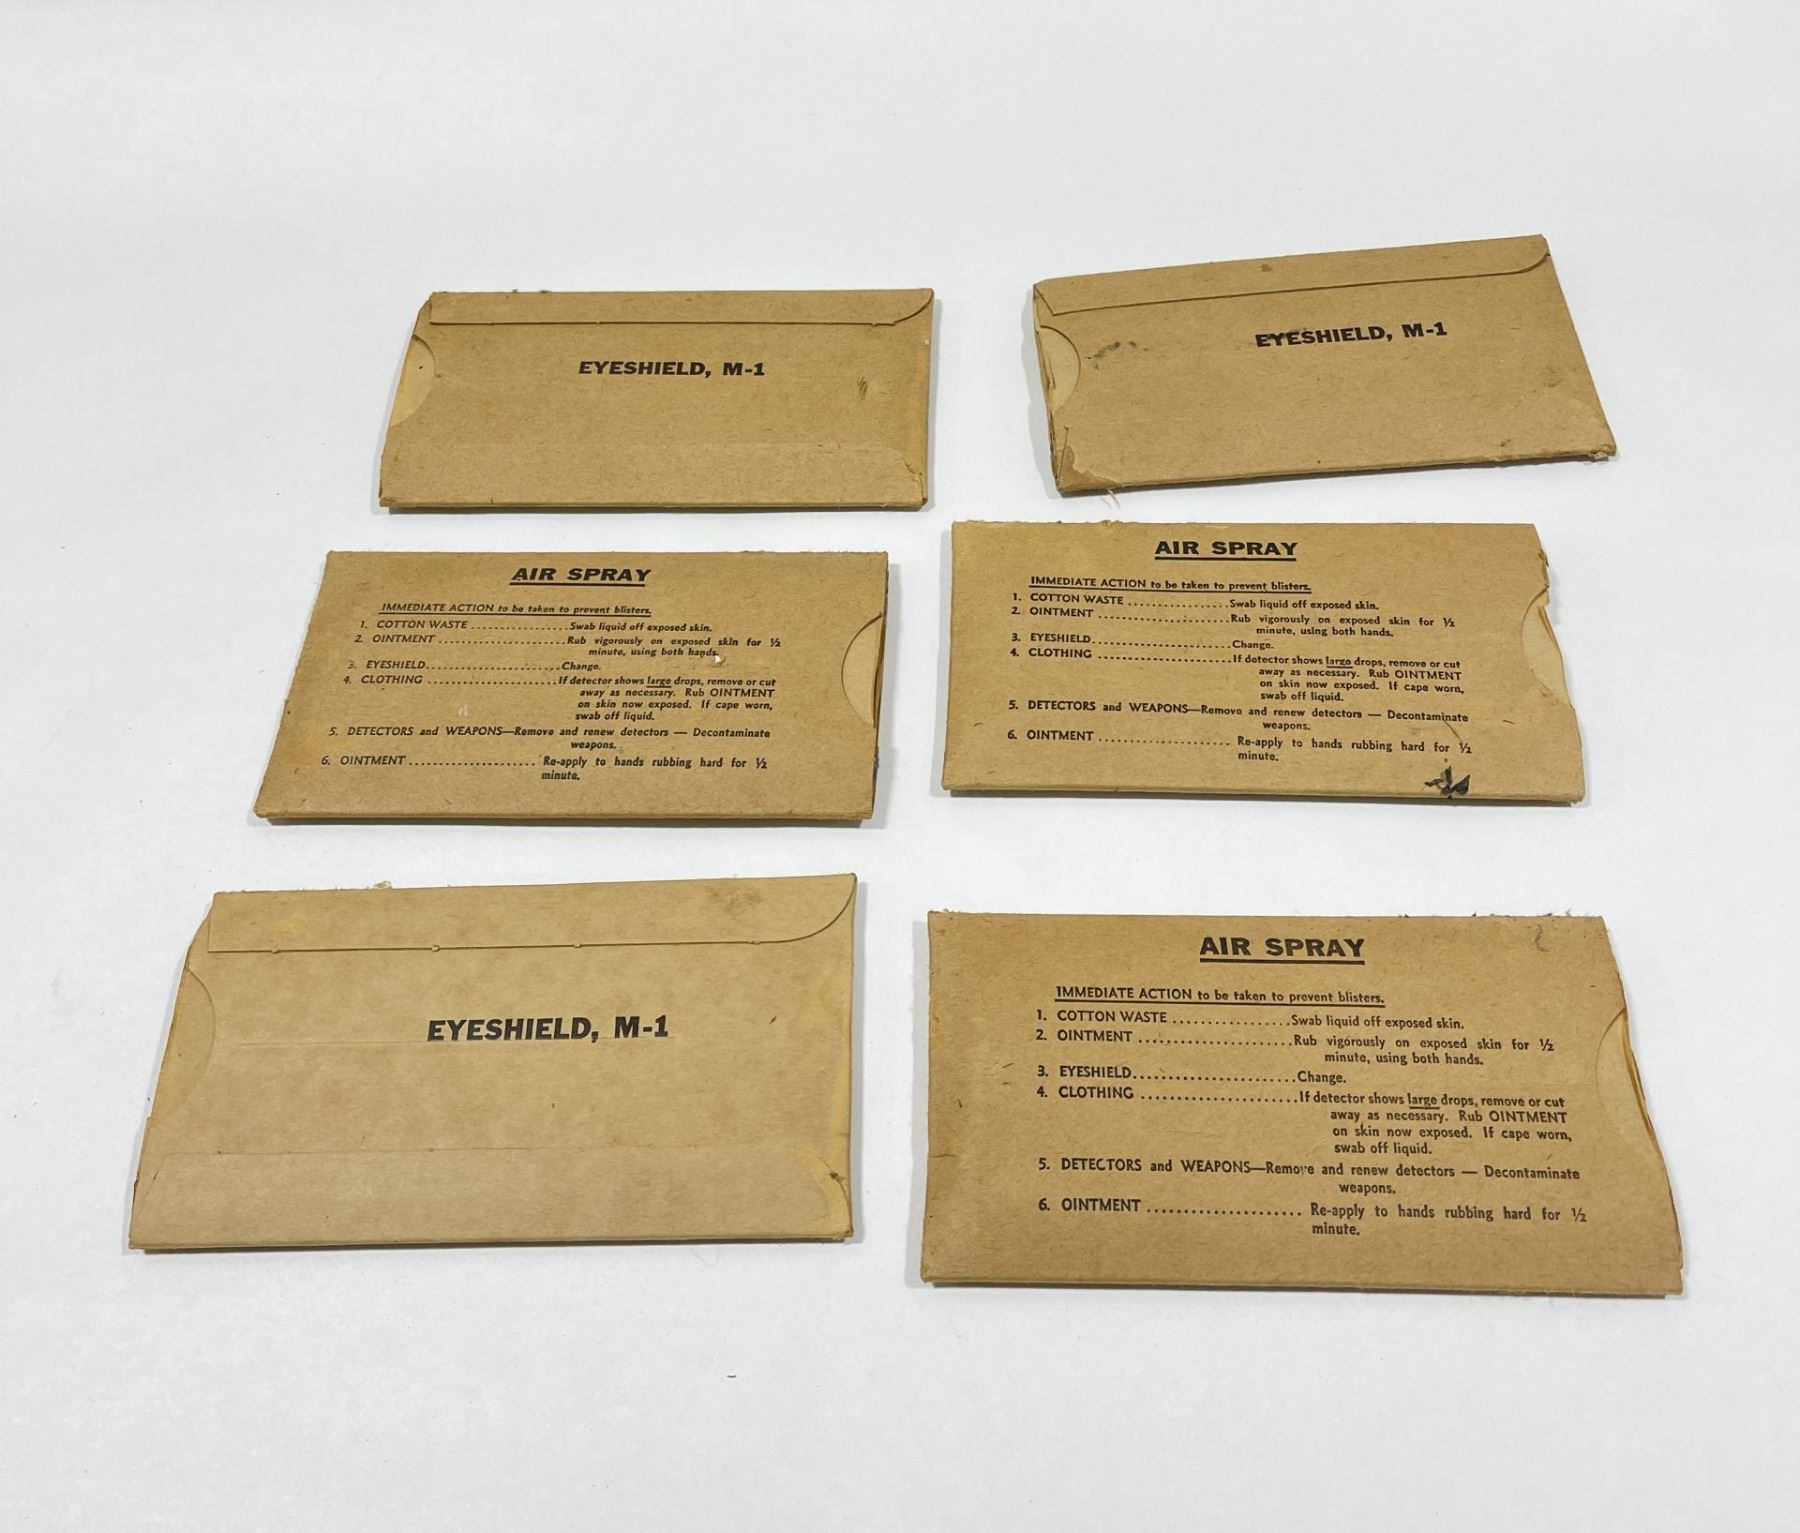 EYESHIELD, M-1
EYESHIELD, M-1
AIR SPRAY
IMMEDIATE ACTION to be taken to prevent blisters.
1. COTTON WASTE ..................Swab liquid off exposed skin.
2. OINTMENT .......................Rub vigorously on exposed skin for ½
minute, using both hands.
3. EYESHIELD........................Change.
4. CLOTHING .......................If detector shows large drops, remove or cut
away as necessary. Rub OINTMENT
on skin now exposed. If cape worn,
swab off liquid.
5. DETECTORS and WEAPONS—Remove and renew detectors — Decontaminate
weapons.
6. OINTMENT ...................... Re-apply to hands rubbing hard for ½
minute.
AIR SPRAY
IMMEDIATE ACTION to be taken to prevent blisters.
1. COTTON WASTE ..................Swab liquid off exposed skin.
2. OINTMENT .......................Rub vigorously on exposed skin for ½
minute, using both hands.
3. EYESHIELD........................Change.
4. CLOTHING .......................If detector shows large drops, remove or cut
away as necessary. Rub OINTMENT
on skin now exposed. If cape worn,
swab off liquid.
5. DETECTORS and WEAPONS—Remove and renew detectors — Decontaminate
weapons.
6. OINTMENT ...................... Re-apply to hands rubbing hard for ½
minute.
EYESHIELD, M-1
AIR SPRAY
IMMEDIATE ACTION to be taken to prevent blisters.
1. COTTON WASTE ..................Swab liquid off exposed skin.
2. OINTMENT .......................Rub vigorously on exposed skin for ½
minute, using both hands.
3. EYESHIELD........................Change.
4. CLOTHING .......................If detector shows large drops, remove or cut
away as necessary. Rub OINTMENT
on skin now exposed. If cape worn,
swab off liquid.
5. DETECTORS and WEAPONS—Remove and renew detectors — Decontaminate
weapons.
6. OINTMENT ...................... Re-apply to hands rubbing hard for ½
minute.